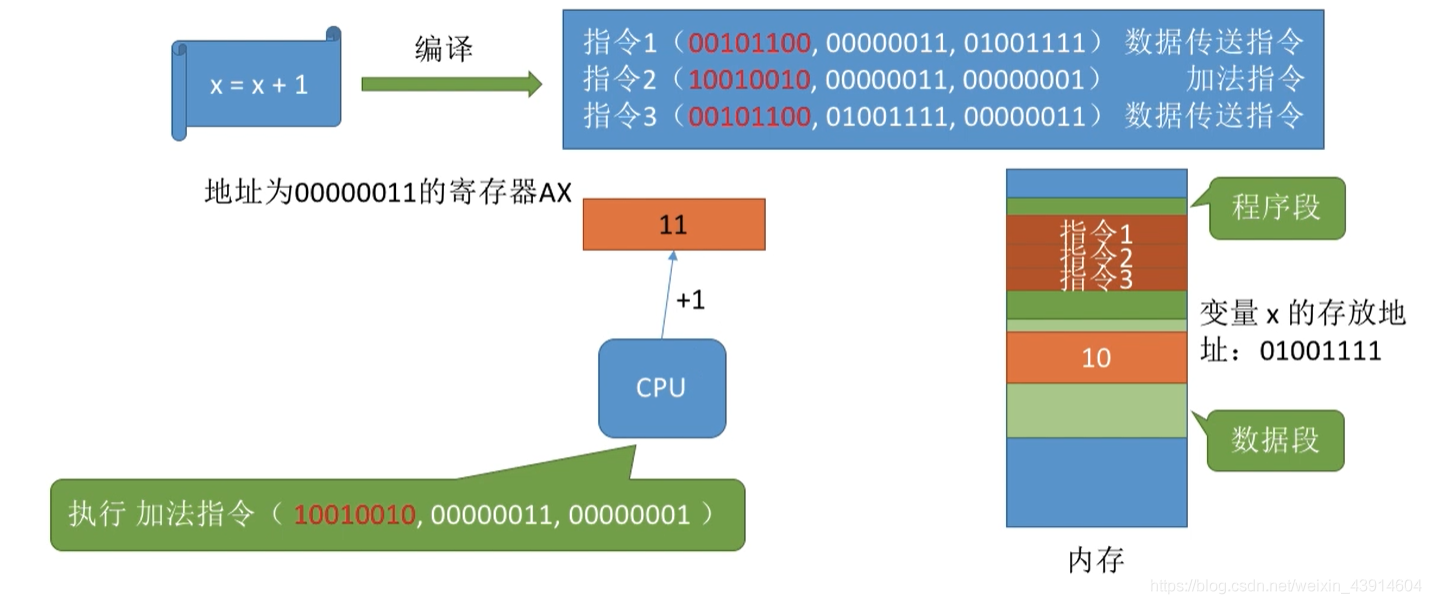 x = x + 1
编译
指令1（00101100, 00000011, 01001111） 数据传送指令
指令2（10010010, 00000011, 00000001） 加法指令
指令3（00101100, 01001111, 00000011） 数据传送指令
地址为00000011的寄存器AX
11
+1
CPU
执行 加法指令（ 10010010, 00000011, 00000001 ）
程序段
指令1
指令2
指令3
变量 x 的存放地
址：01001111
10
数据段
内存
https://blog.csdn.net/weixin_43914604